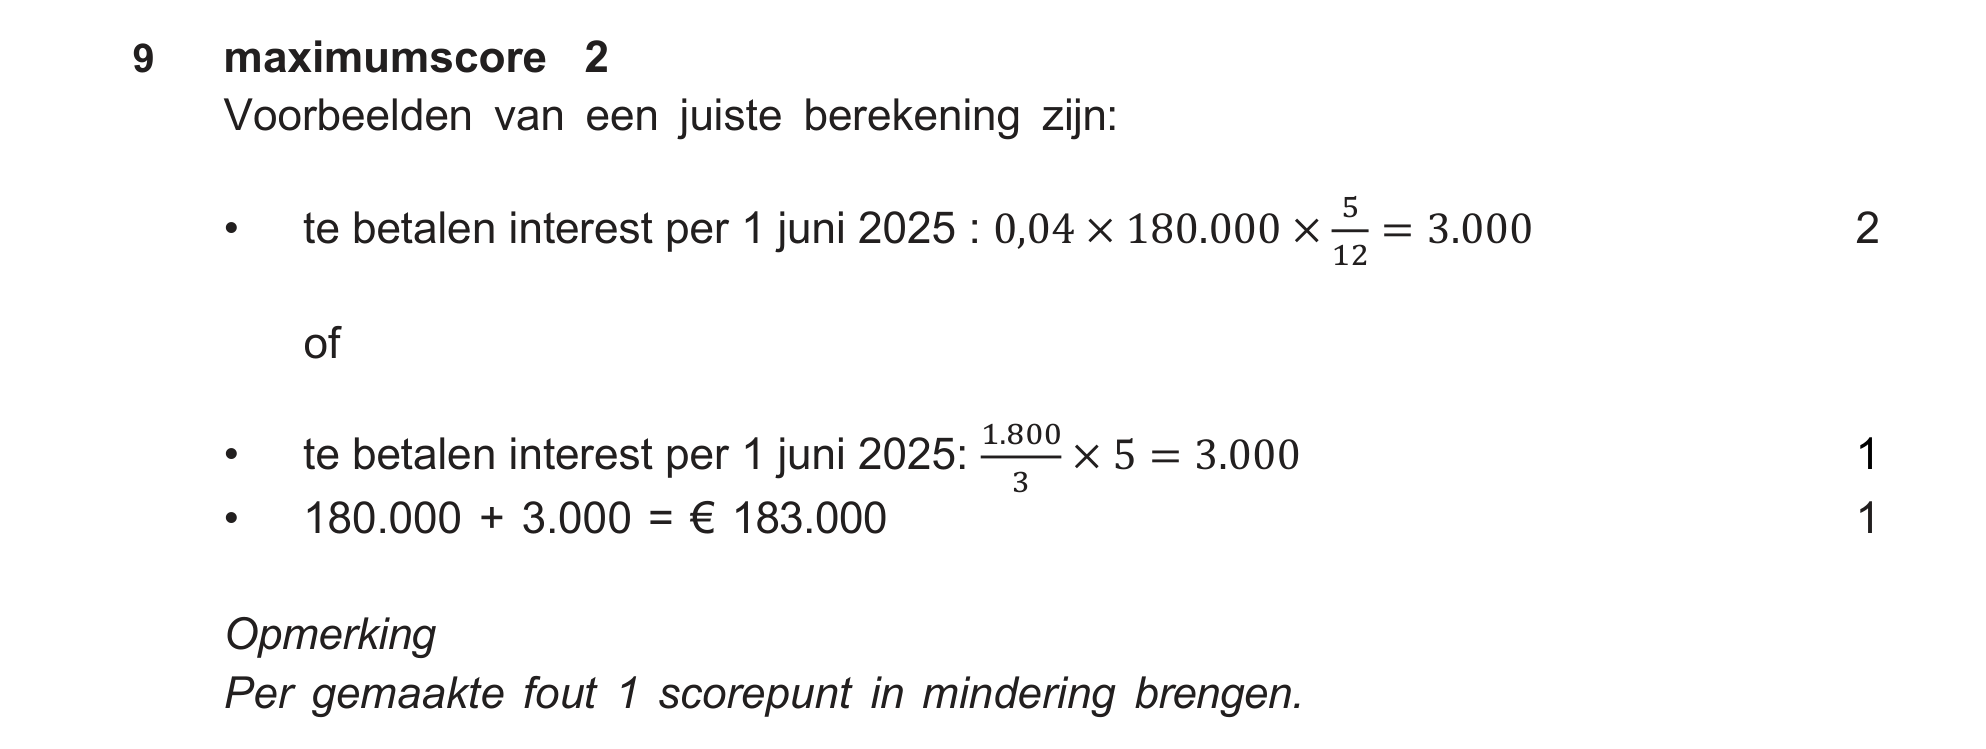 9 maximumscore 2
Voorbeelden van een juiste berekening zijn:
• te betalen interest per 1 juni 2025 : 0,04 × 180.000 × 5/12 = 3.000 2
of
• te betalen interest per 1 juni 2025: 1.800/3 × 5 = 3.000 1
• 180.000 + 3.000 = € 183.000 1
Opmerking
Per gemaakte fout 1 scorepunt in mindering brengen.